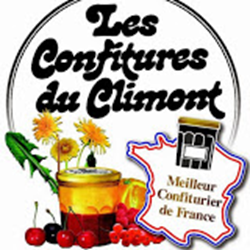 Les
Confitures
du Climont
Meilleur
Confiturier
de France